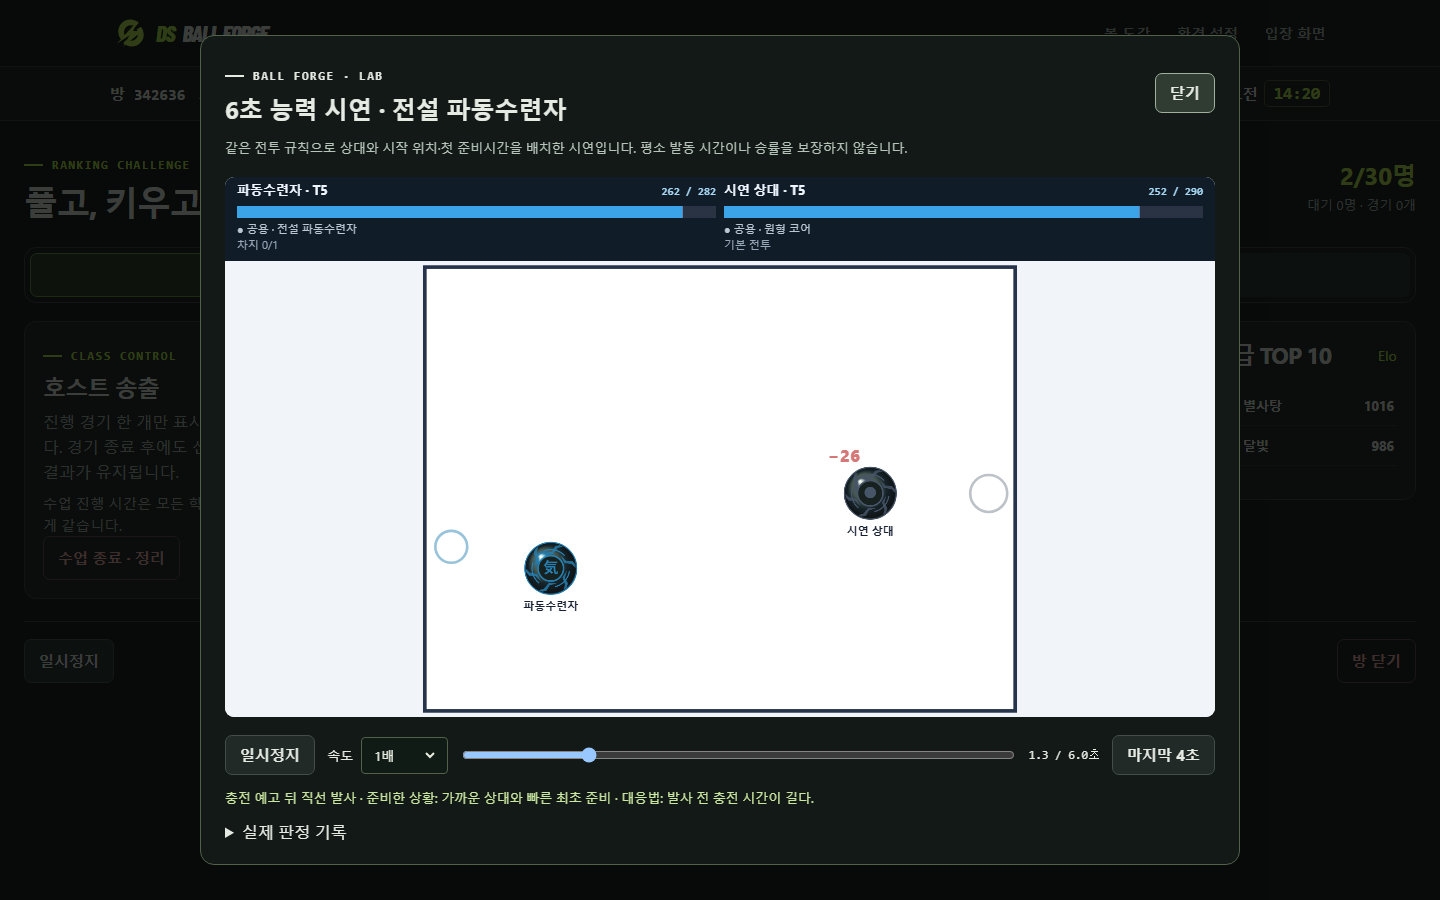 DS BALL FORGE
볼 도감 환경 설정 입장 화면
방 342636
전 14:20
RANKING CHALLENGE
풀고, 키우고
2/30명
대기 0명 · 경기 0개
CLASS CONTROL
호스트 송출
진행 경기 한 개만 표시
다. 경기 종료 후에도
결과가 유지됩니다.
수업 진행 시간은 모든
게 같습니다.
수업 종료 · 정리
일시정지
급 TOP 10 Elo
별사탕 1016
달빛 986
방 닫기
BALL FORGE · LAB
6초 능력 시연 · 전설 파동수련자
닫기
같은 전투 규칙으로 상대와 시작 위치·첫 준비시간을 배치한 시연입니다. 평소 발동 시간이나 승률을 보장하지 않습니다.
파동수련자 · T5 262 / 282 시연 상대 · T5 252 / 290
● 공용 · 전설 파동수련자 ● 공용 · 원형 코어
차지 0/1 기본 전투
-26
시연 상대
気
파동수련자
일시정지 속도 1배 1.3 / 6.0초 마지막 4초
충전 예고 뒤 직선 발사 · 준비한 상황: 가까운 상대와 빠른 최초 준비 · 대응법: 발사 전 충전 시간이 길다.
▶ 실제 판정 기록